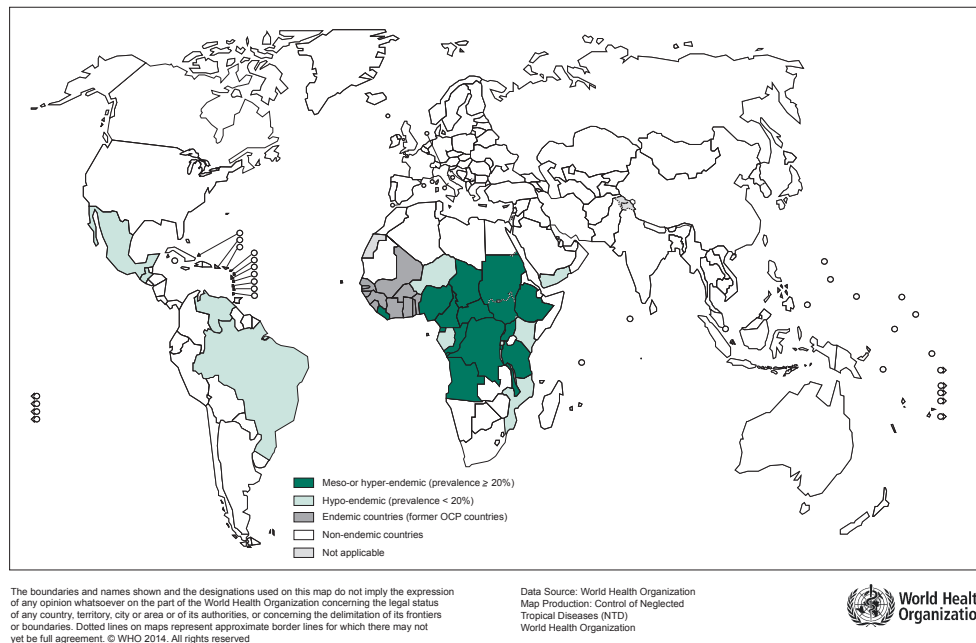 Meso-or hyper-endemic (prevalence ≥ 20%)
Hypo-endemic (prevalence < 20%)
Endemic countries (former OCP countries)
Non-endemic countries
Not applicable
The boundaries and names shown and the designations used on this map do not imply the expression
of any opinion whatsoever on the part of the World Health Organization concerning the legal status
of any country, territory, city or area or of its authorities, or concerning the delimitation of its frontiers
or boundaries. Dotted lines on maps represent approximate border lines for which there may not
yet be full agreement. © WHO 2014. All rights reserved
Data Source: World Health Organization
Map Production: Control of Neglected
Tropical Diseases (NTD)
World Health Organization
World Heal
Organizatio